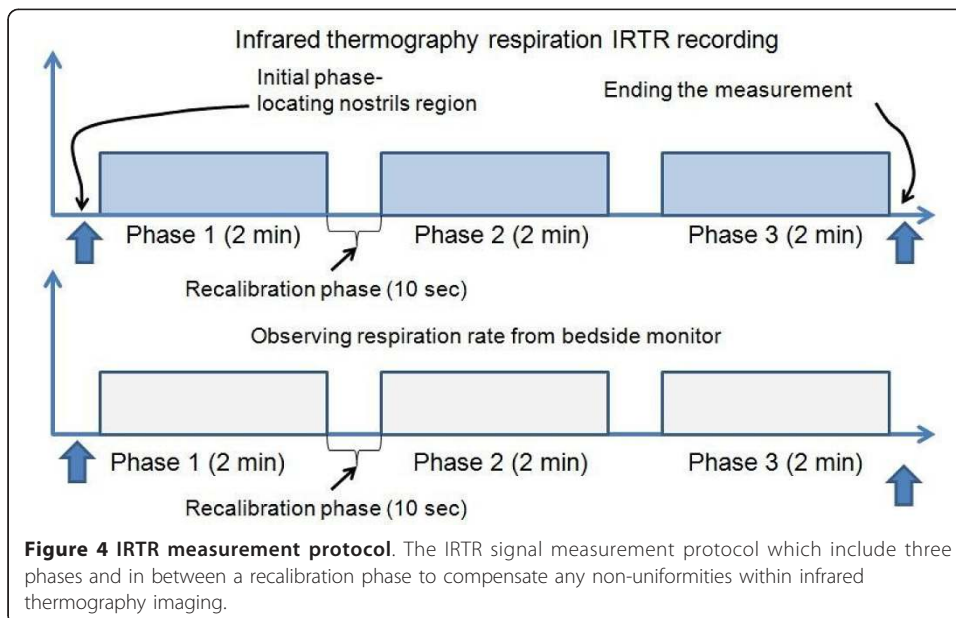 Infrared thermography respiration IRTR recording
Initial phase-
locating nostrils region
Ending the measurement
Phase 1 (2 min)
Phase 2 (2 min)
Phase 3 (2 min)
Recalibration phase (10 sec)
Observing respiration rate from bedside monitor
Phase 1 (2 min)
Phase 2 (2 min)
Phase 3 (2 min)
Recalibration phase (10 sec)
Figure 4 IRTR measurement protocol. The IRTR signal measurement protocol which include three
phases and in between a recalibration phase to compensate any non-uniformities within infrared
thermography imaging.